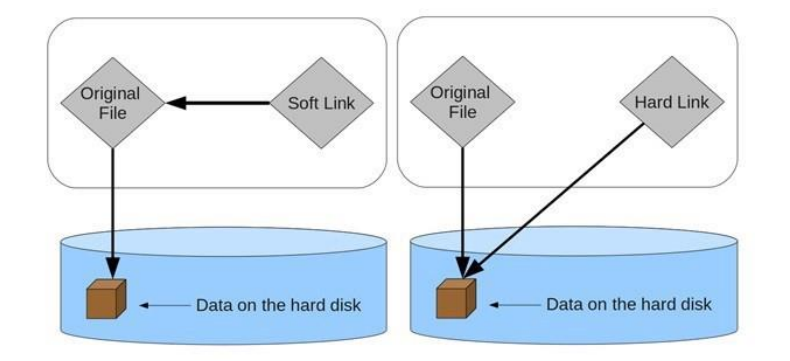 Original
File
Soft Link
Original
File
Hard Link
Data on the hard disk
Data on the hard disk